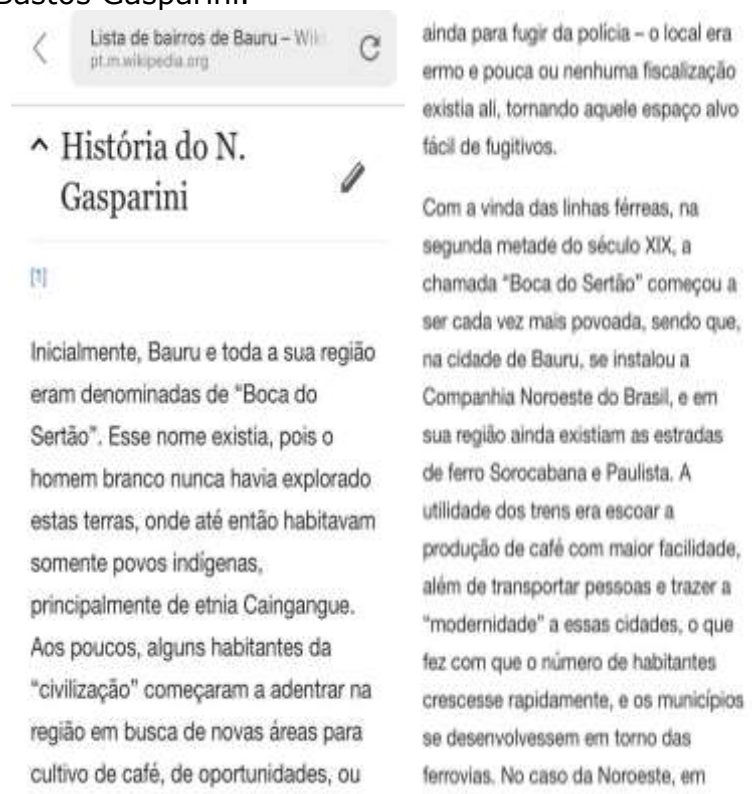 Bastos Gasparini.
Lista de bairros de Bauru – Wiki
pt.m.wikipedia.org
História do N.
Gasparini
[1]
Inicialmente, Bauru e toda a sua região
eram denominadas de “Boca do
Sertão”. Esse nome existia, pois o
homem branco nunca havia explorado
estas terras, onde até então habitavam
somente povos indígenas,
principalmente de etnia Caingangue.
Aos poucos, alguns habitantes da
“civilização” começaram a adentrar na
região em busca de novas áreas para
cultivo de café, de oportunidades, ou
ainda para fugir da polícia – o local era
ermo e pouca ou nenhuma fiscalização
existia ali, tornando aquele espaço alvo
fácil de fugitivos.
Com a vinda das linhas férreas, na
segunda metade do século XIX, a
chamada “Boca do Sertão” começou a
ser cada vez mais povoada, sendo que,
na cidade de Bauru, se instalou a
Companhia Noroeste do Brasil, e em
sua região ainda existiam as estradas
de ferro Sorocabana e Paulista. A
utilidade dos trens era escoar a
produção de café com maior facilidade,
além de transportar pessoas e trazer a
“modernidade” a essas cidades, o que
fez com que o número de habitantes
crescesse rapidamente, e os municípios
se desenvolvessem em torno das
ferrovias. No caso da Noroeste, em